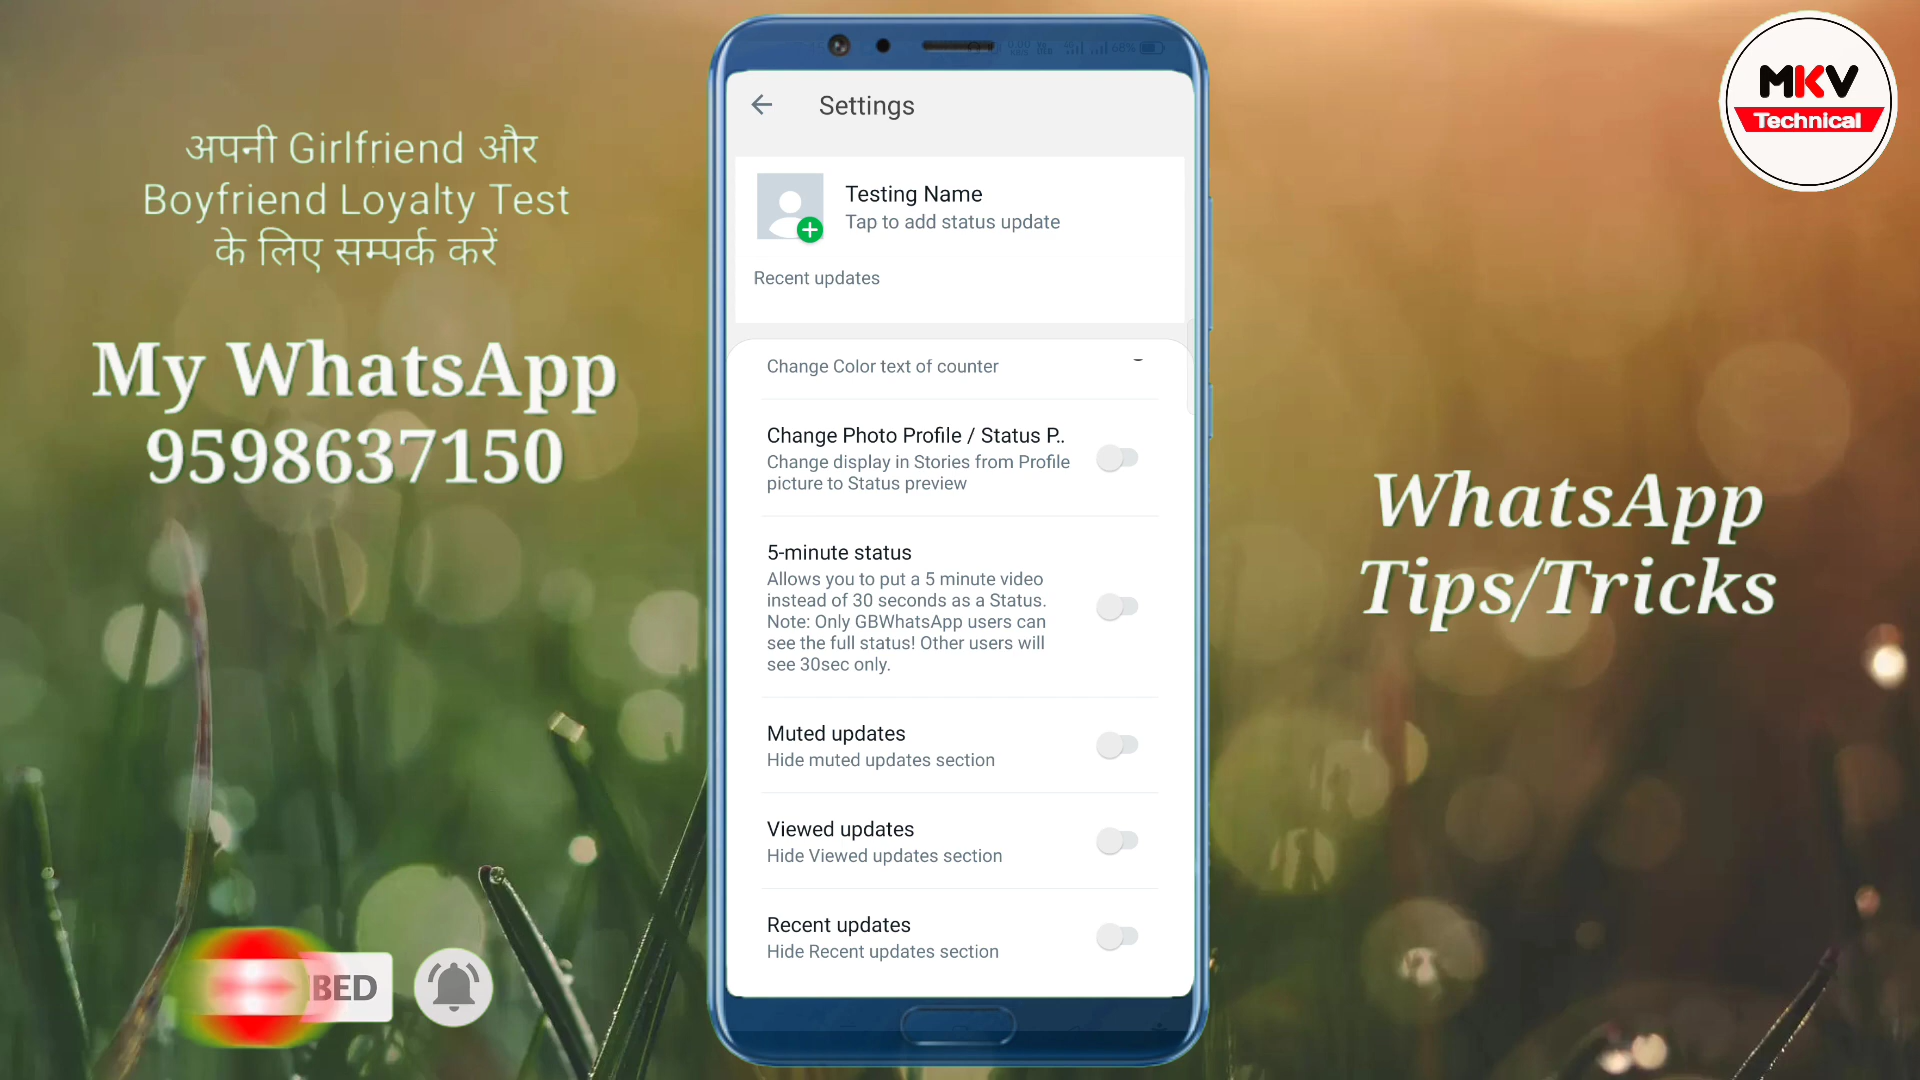 अपनी Girlfriend और
Boyfriend Loyalty Test
के लिए सम्पर्क करें
My WhatsApp
9598637150
BED
68%
Settings
Testing Name
Tap to add status update
Recent updates
Change Color text of counter
Change Photo Profile / Status P..
Change display in Stories from Profile
picture to Status preview
5-minute status
Allows you to put a 5 minute video
instead of 30 seconds as a Status.
Note: Only GBWhatsApp users can
see the full status! Other users will
see 30sec only.
Muted updates
Hide muted updates section
Viewed updates
Hide Viewed updates section
Recent updates
Hide Recent updates section
MKV
Technical
WhatsApp
Tips/Tricks